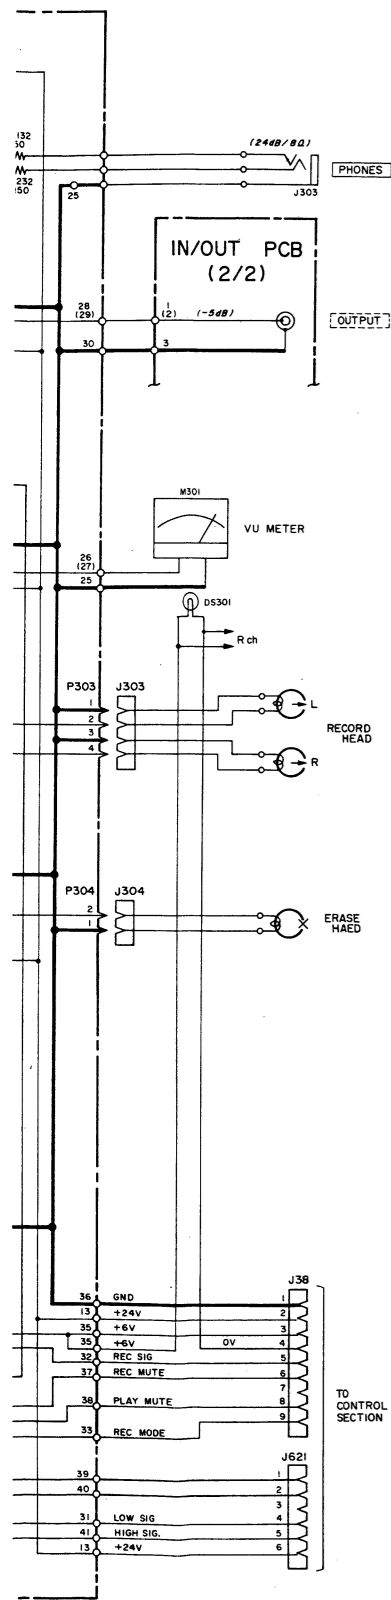 132
50
(24dB/8Ω)
232
150
25
J303
PHONES
IN/OUT PCB
(2/2)
28
(29)
1
(2)
(-5dB)
OUTPUT
30
3
M301
VU METER
26
(27)
25
DS301
R ch
P303 J303
1
2
3
4
L
RECORD
HEAD
R
P304 J304
2
1
ERASE
HAED
J38
36 GND 1
13 +24V 2
35 +6V 3
35 +6V 0V 4
32 REC SIG 5
37 REC MUTE 6
7
38 PLAY MUTE 8
9
33 REC MODE
TO
CONTROL
SECTION
J621
39 1
40 2
3
31 LOW SIG 4
41 HIGH SIG. 5
13 +24V 6